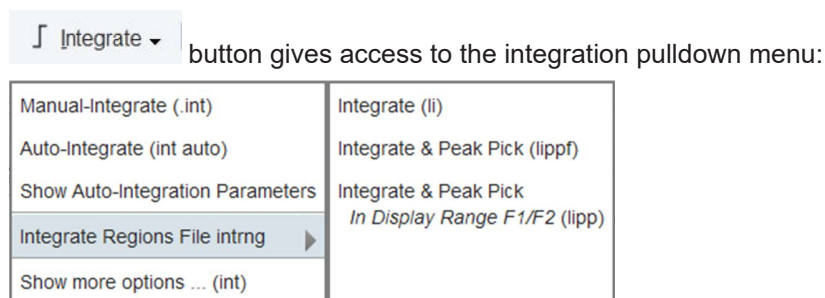 Integrate button gives access to the integration pulldown menu:
Manual-Integrate (.int)
Auto-Integrate (int auto)
Show Auto-Integration Parameters
Integrate Regions File intrng
Show more options ... (int)
Integrate (li)
Integrate & Peak Pick (lippf)
Integrate & Peak Pick
In Display Range F1/F2 (lipp)